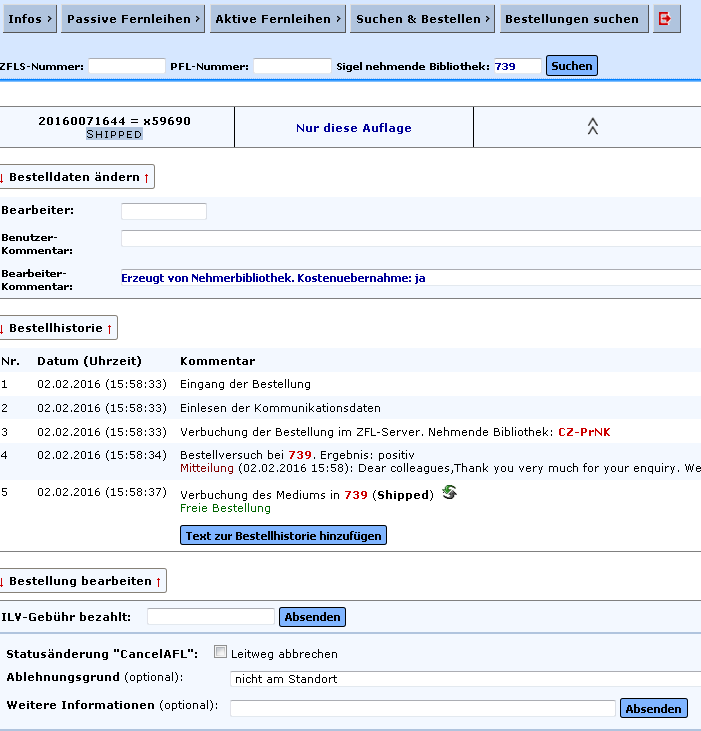 Infos › Passive Fernleihen › Aktive Fernleihen › Suchen & Bestellen › Bestellungen suchen
ZFLS-Nummer: PFL-Nummer: Sigel nehmende Bibliothek: 739 Suchen
20160071644 = x59690
SHIPPED
Nur diese Auflage
↓ Bestelldaten ändern ↑
Bearbeiter:
Benutzer-
Kommentar:
Bearbeiter-
Kommentar:
Erzeugt von Nehmerbibliothek. Kostenuebernahme: ja
↓ Bestellhistorie ↑
Nr. Datum (Uhrzeit) Kommentar
1 02.02.2016 (15:58:33) Eingang der Bestellung
2 02.02.2016 (15:58:33) Einlesen der Kommunikationsdaten
3 02.02.2016 (15:58:33) Verbuchung der Bestellung im ZFL-Server. Nehmende Bibliothek: CZ-PrNK
4 02.02.2016 (15:58:34) Bestellversuch bei 739. Ergebnis: positiv
Mitteilung (02.02.2016 15:58): Dear colleagues,Thank you very much for your enquiry. We
5 02.02.2016 (15:58:37) Verbuchung des Mediums in 739 (Shipped)
Freie Bestellung
Text zur Bestellhistorie hinzufügen
↓ Bestellung bearbeiten ↑
ILV-Gebühr bezahlt: Absenden
Statusänderung "CancelAFL": Leitweg abbrechen
Ablehnungsgrund (optional): nicht am Standort
Weitere Informationen (optional): Absenden